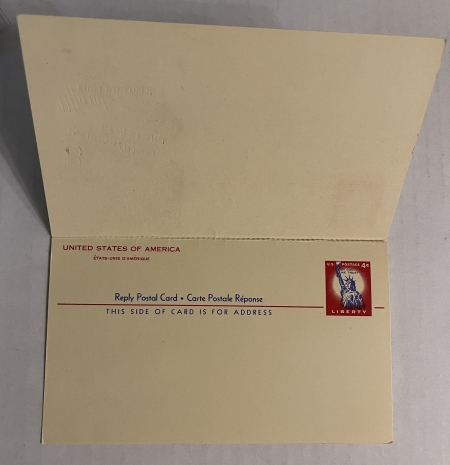 UNITED STATES OF AMERICA
ÉTATS-UNIS D'AMÉRIQUE
U.S. POSTAGE 4¢
LIBERTY
Reply Postal Card • Carte Postale Réponse
THIS SIDE OF CARD IS FOR ADDRESS